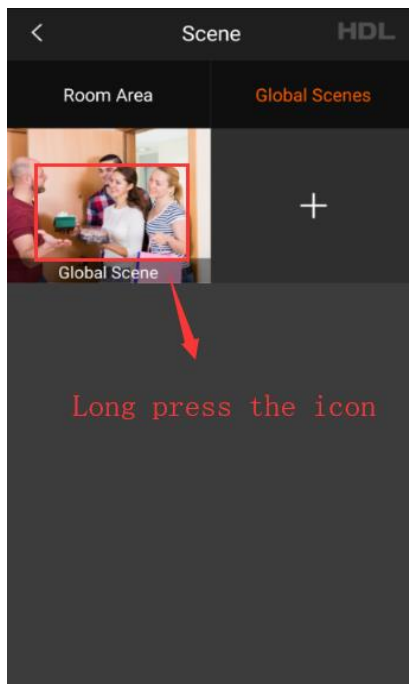 Scene
HDL
Room Area
Global Scenes
Global Scene
Long press the icon